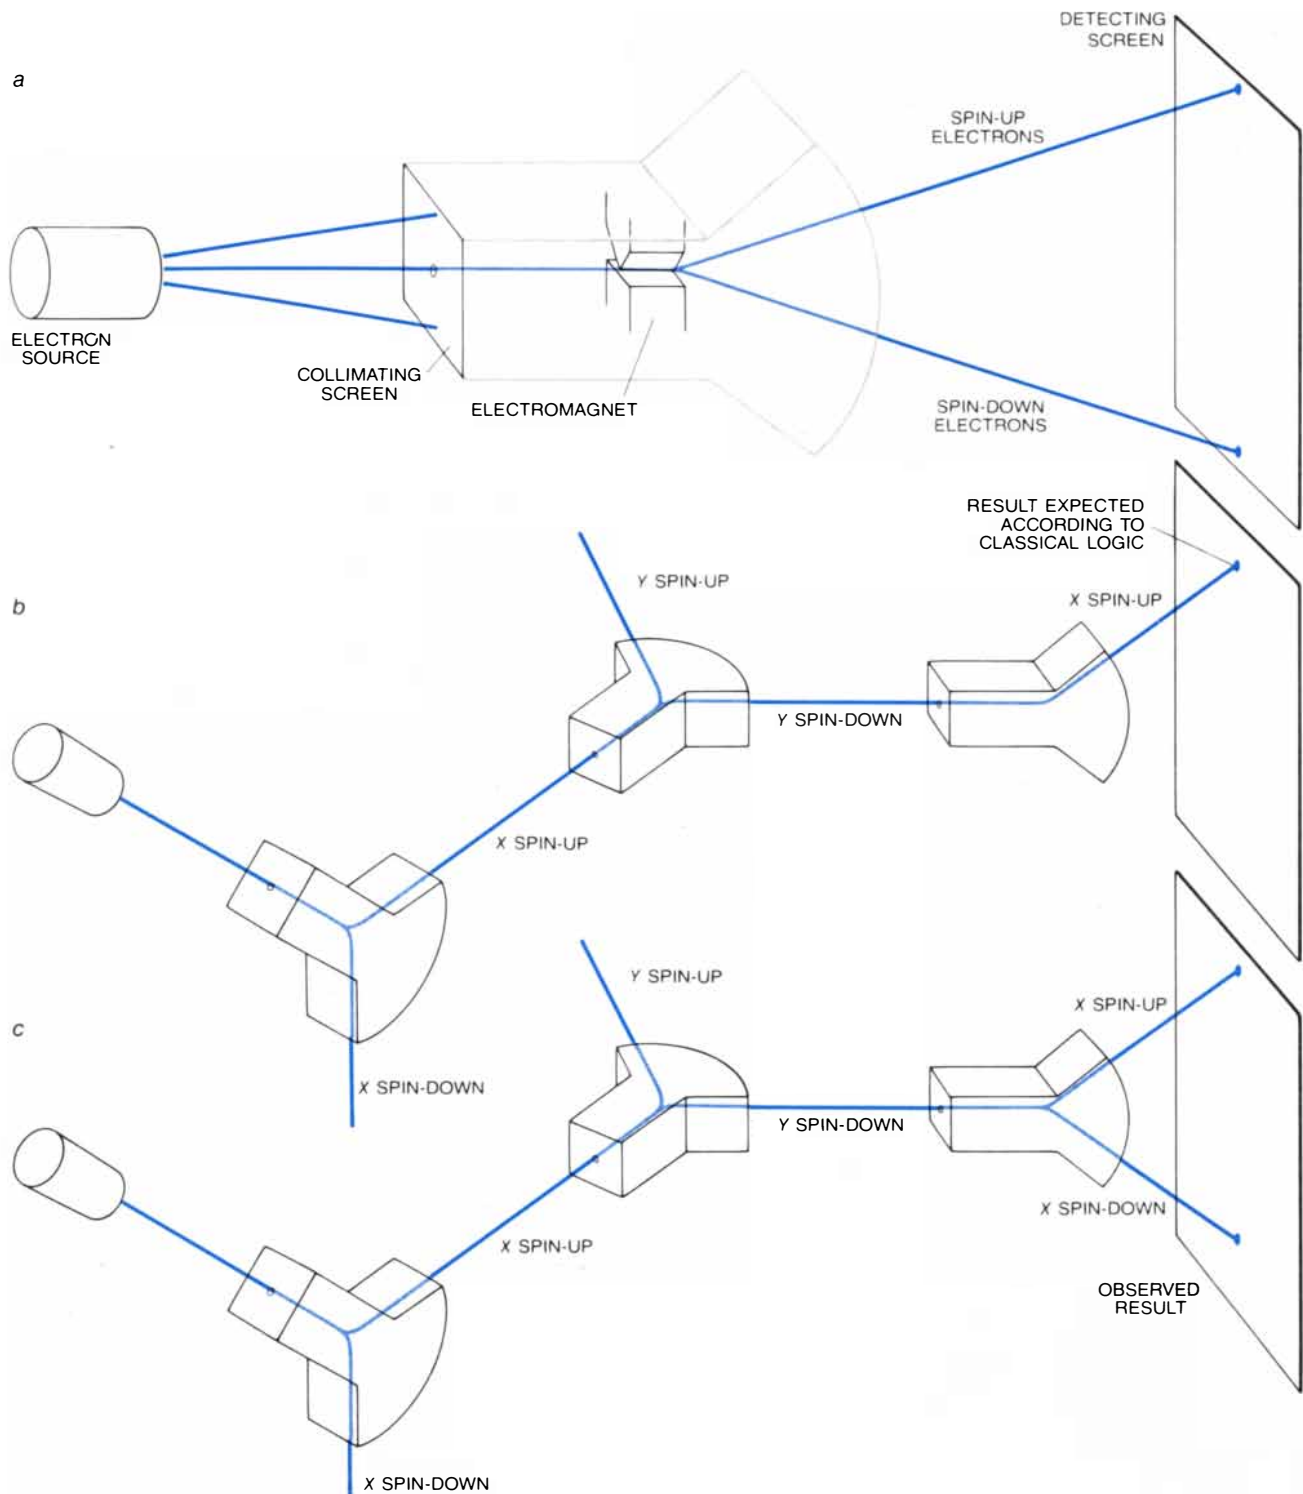 DETECTING
SCREEN
a
SPIN-UP
ELECTRONS
ELECTRON
SOURCE
COLLIMATING
SCREEN
ELECTROMAGNET
SPIN-DOWN
ELECTRONS
RESULT EXPECTED
ACCORDING TO
CLASSICAL LOGIC
b
Y SPIN-UP
X SPIN-UP
Y SPIN-DOWN
X SPIN-UP
X SPIN-DOWN
c
Y SPIN-UP
X SPIN-UP
Y SPIN-DOWN
X SPIN-UP
X SPIN-DOWN
OBSERVED
RESULT
X SPIN-DOWN